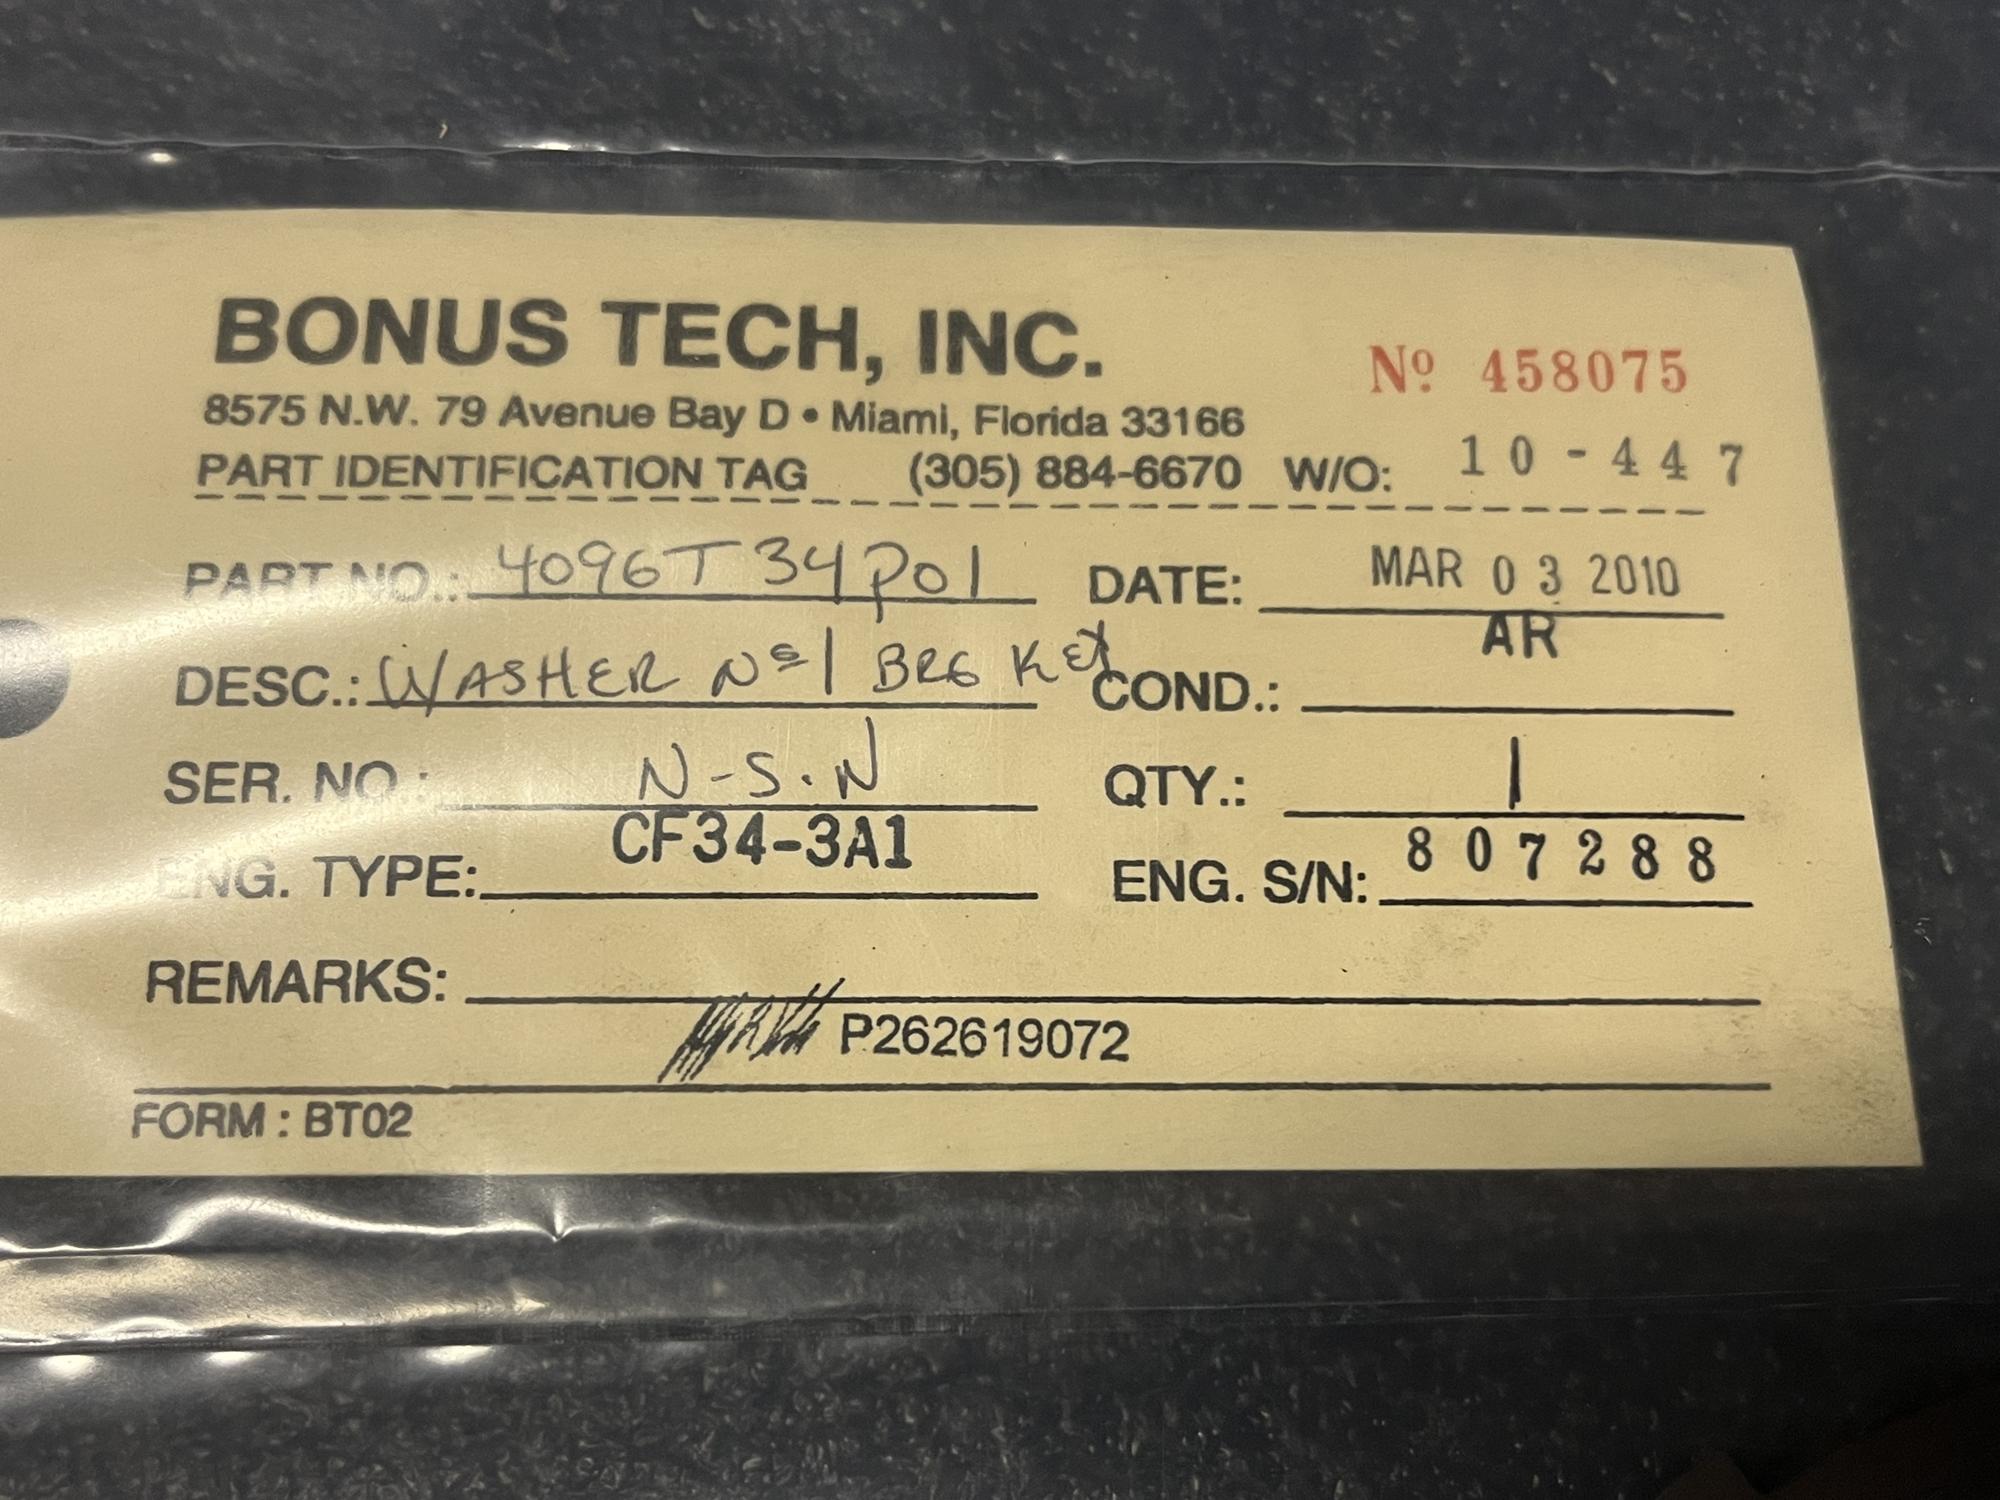 BONUS TECH, INC.
Nº 458075
8575 N.W. 79 Avenue Bay D • Miami, Florida 33166
PART IDENTIFICATION TAG (305) 884-6670 W/O: 10-447
PART NO.: 4096T34P01 DATE: MAR 03 2010
DESC.: WASHER Nº1 BRG KEY COND.: AR
SER. NO.: N-S.N QTY.: 1
ENG. TYPE: CF34-3A1 ENG. S/N: 807288
REMARKS:
P262619072
FORM : BT02